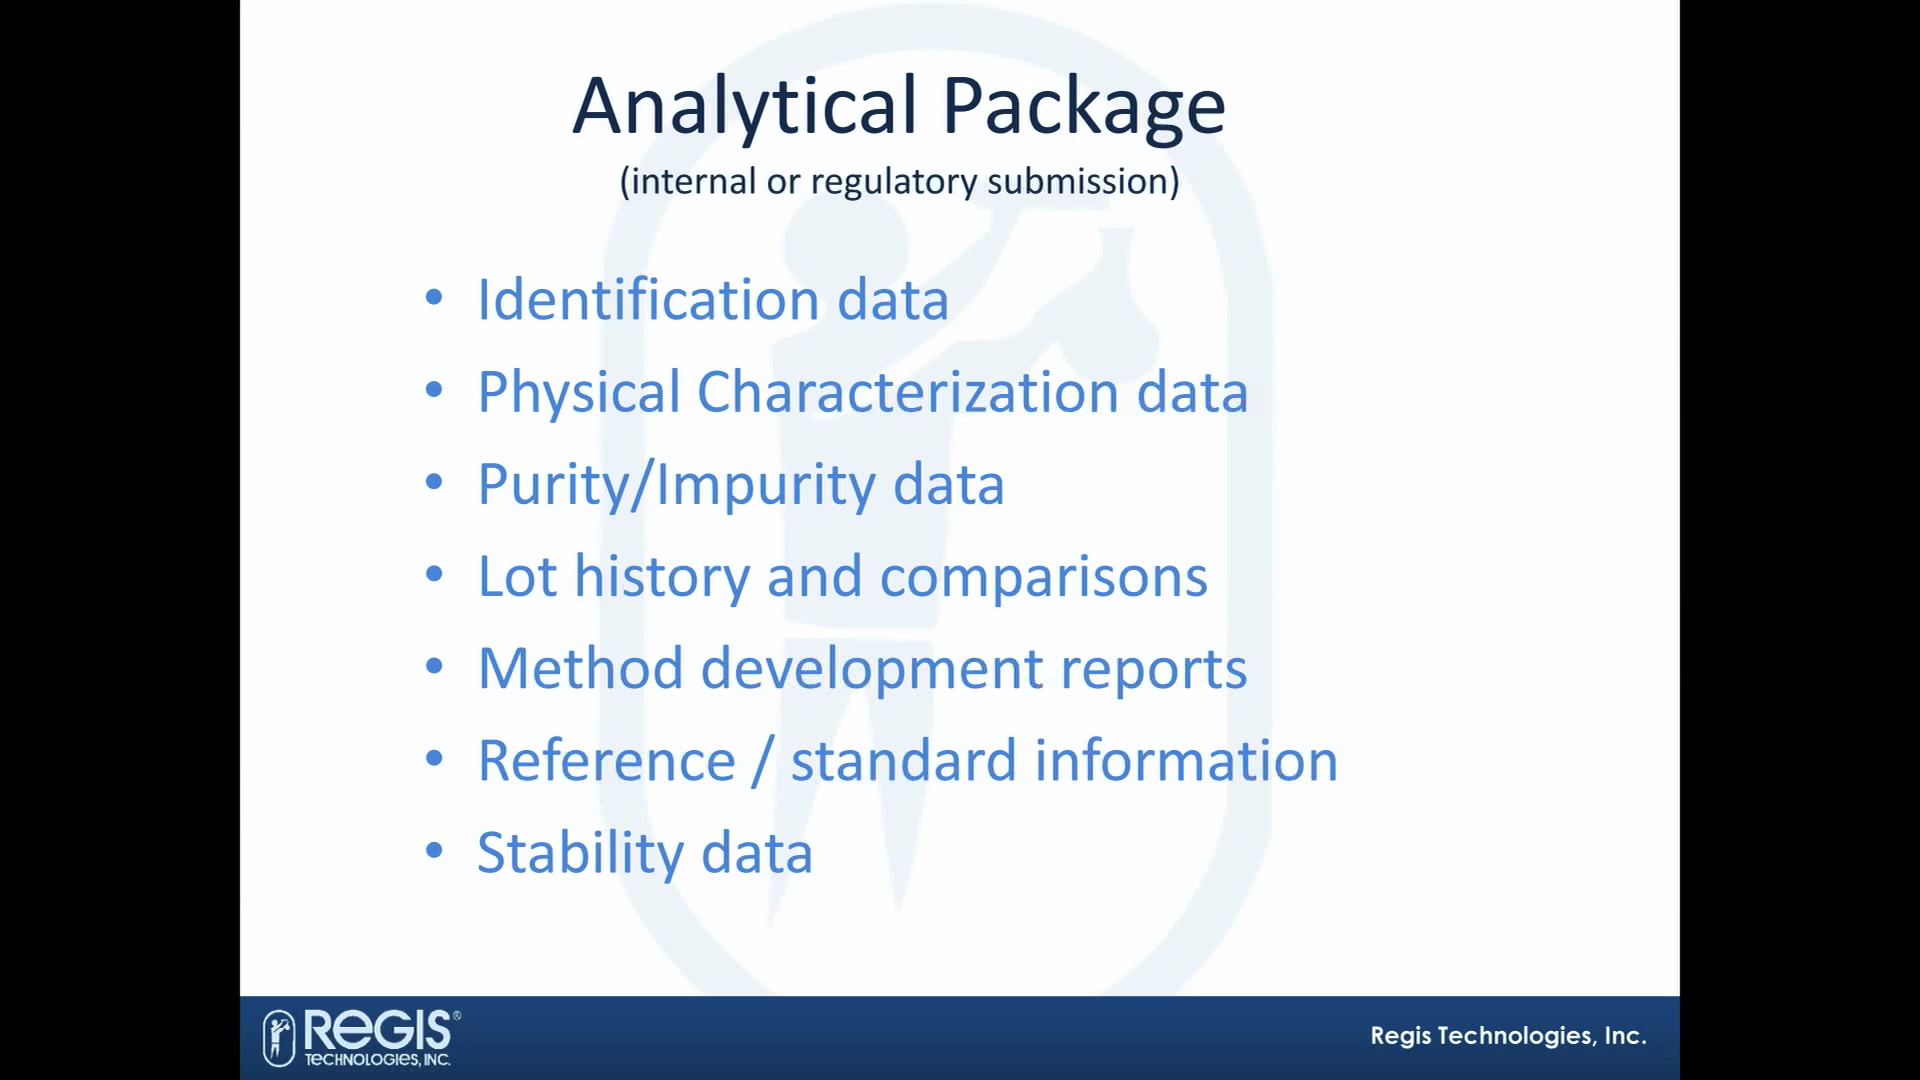 Analytical Package
(internal or regulatory submission)
• Identification data
• Physical Characterization data
• Purity/Impurity data
• Lot history and comparisons
• Method development reports
• Reference / standard information
• Stability data
REGIS®
TECHNOLOGIES, INC.
Regis Technologies, Inc.